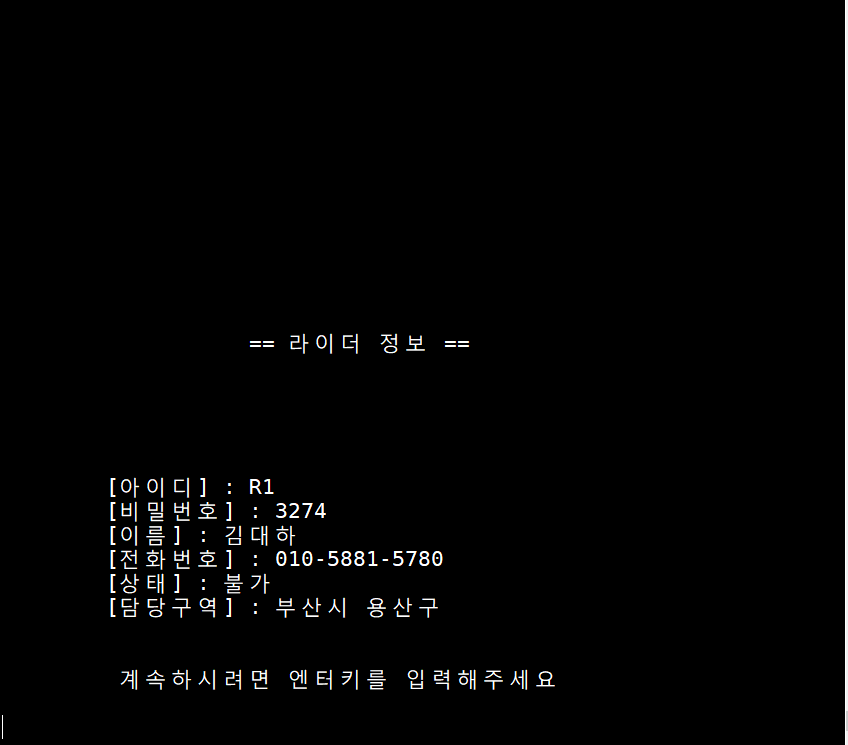 == 라이더 정보 ==
[아이디] : R1
[비밀번호] : 3274
[이름] : 김대하
[전화번호] : 010-5881-5780
[상태] : 불가
[담당구역] : 부산시 용산구
계속하시려면 엔터키를 입력해주세요